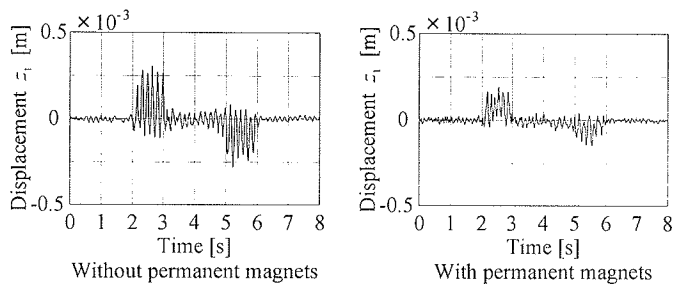 0.5 × 10⁻³
0
-0.5
Displacement z₁ [m]
0 1 2 3 4 5 6 7 8
Time [s]
Without permanent magnets
0.5 × 10⁻³
0
-0.5
Displacement z₁ [m]
0 1 2 3 4 5 6 7 8
Time [s]
With permanent magnets